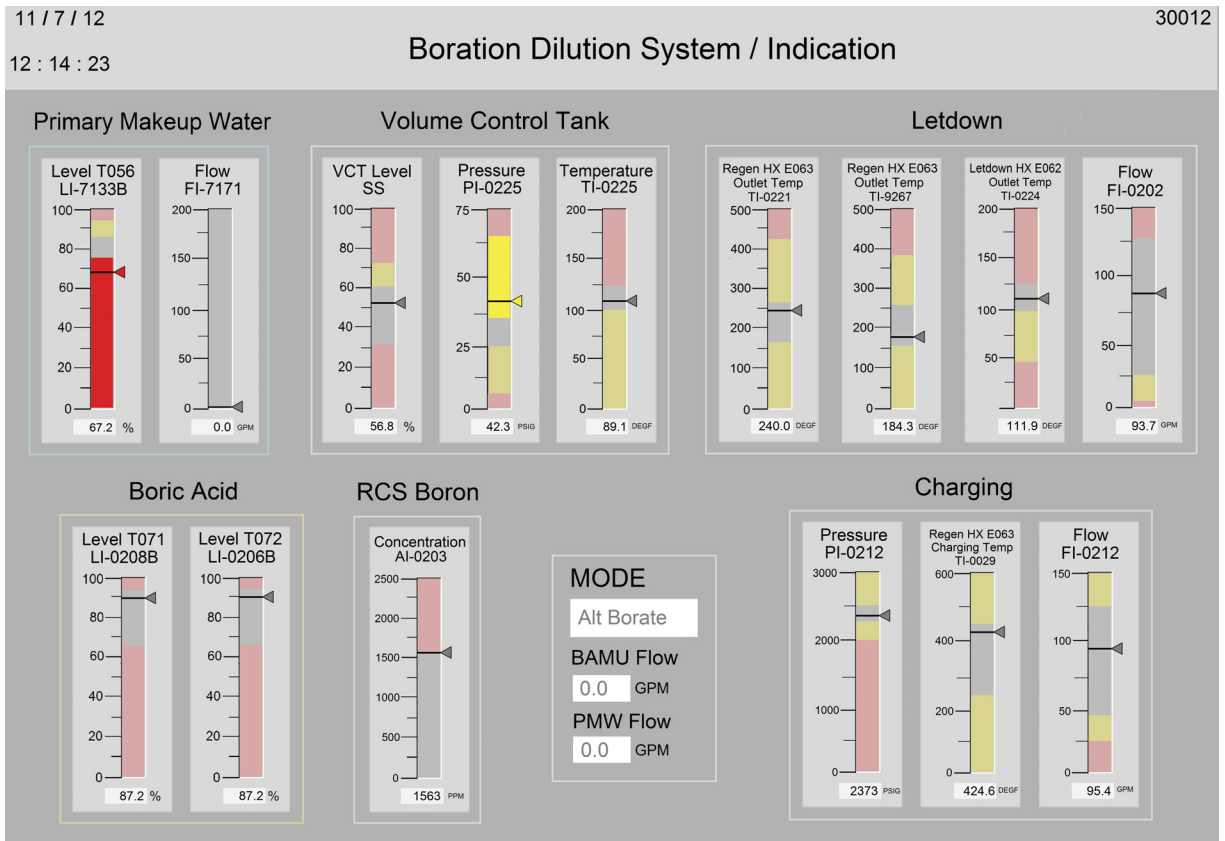 11 / 7 / 12
30012
Boration Dilution System / Indication
12 : 14 : 23
Primary Makeup Water
Level T056
LI-7133B
100
80
60
40
20
0
67.2 %
Flow
FI-7171
200
150
100
50
0
0.0 GPM
Volume Control Tank
VCT Level
SS
100
80
60
40
20
0
56.8 %
Pressure
PI-0225
75
50
25
0
42.3 PSIG
Temperature
TI-0225
200
150
100
50
0
89.1 DEGF
Letdown
Regen HX E063
Outlet Temp
TI-0221
500
400
300
200
100
0
240.0 DEGF
Regen HX E063
Outlet Temp
TI-9267
500
400
300
200
100
0
184.3 DEGF
Letdown HX E062
Outlet Temp
TI-0224
200
150
100
50
111.9 DEGF
Flow
FI-0202
150
100
50
0
93.7 GPM
Boric Acid
Level T071
LI-0208B
100
80
60
40
20
0
87.2 %
Level T072
LI-0206B
100
80
60
40
20
0
87.2 %
RCS Boron
Concentration
AI-0203
2500
2000
1500
1000
500
0
1563 PPM
MODE
Alt Borate
BAMU Flow
0.0 GPM
PMW Flow
0.0 GPM
Charging
Pressure
PI-0212
3000
2000
1000
0
2373 PSIG
Regen HX E063
Charging Temp
TI-0029
600
400
200
0
424.6 DEGF
Flow
FI-0212
150
100
50
0
95.4 GPM